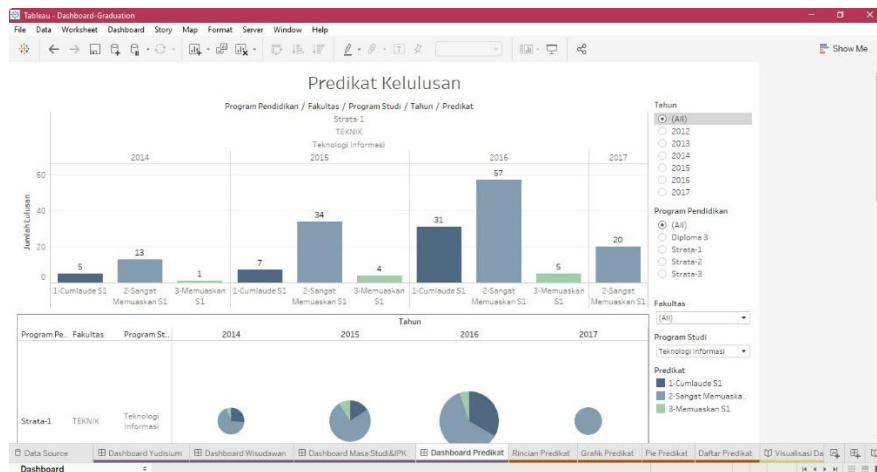 Tableau - Dashboard-Graduation
File Data Worksheet Dashboard Story Map Format Server Window Help
Show Me
Predikat Kelulusan
Program Pendidikan / Fakultas / Program Studi / Tahun / Predikat
Strata-1
TEKNIK
Teknologi Informasi
2014 2015 2016 2017
Jumlah Lulusan
60
40
20
0
5 13 1 7 34 4 31 57 5 20
1-Cumlaude S1 2-Sangat Memuaskan S1 3-Memuaskan S1 1-Cumlaude S1 2-Sangat Memuaskan S1 3-Memuaskan S1 1-Cumlaude S1 2-Sangat Memuaskan S1 3-Memuaskan S1 2-Sangat Memuaskan S1
Tahun
Program Pe.. Fakultas Program St.. 2014 2015 2016 2017
Strata-1 TEKNIK Teknologi Informasi
Tahun
(All)
2012
2013
2014
2015
2016
2017
Program Pendidikan
(All)
Diploma 3
Strata-1
Strata-2
Strata-3
Fakultas
(All)
Program Studi
Teknologi Informasi
Predikat
1-Cumlaude S1
2-Sangat Memuaska..
3-Memuaskan S1
Data Source Dashboard Yudisium Dashboard Wisudawan Dashboard Masa Studi&IPK Dashboard Predikat Rincian Predikat Grafik Predikat Pie Predikat Daftar Predikat Visualisasi Da
Dashboard